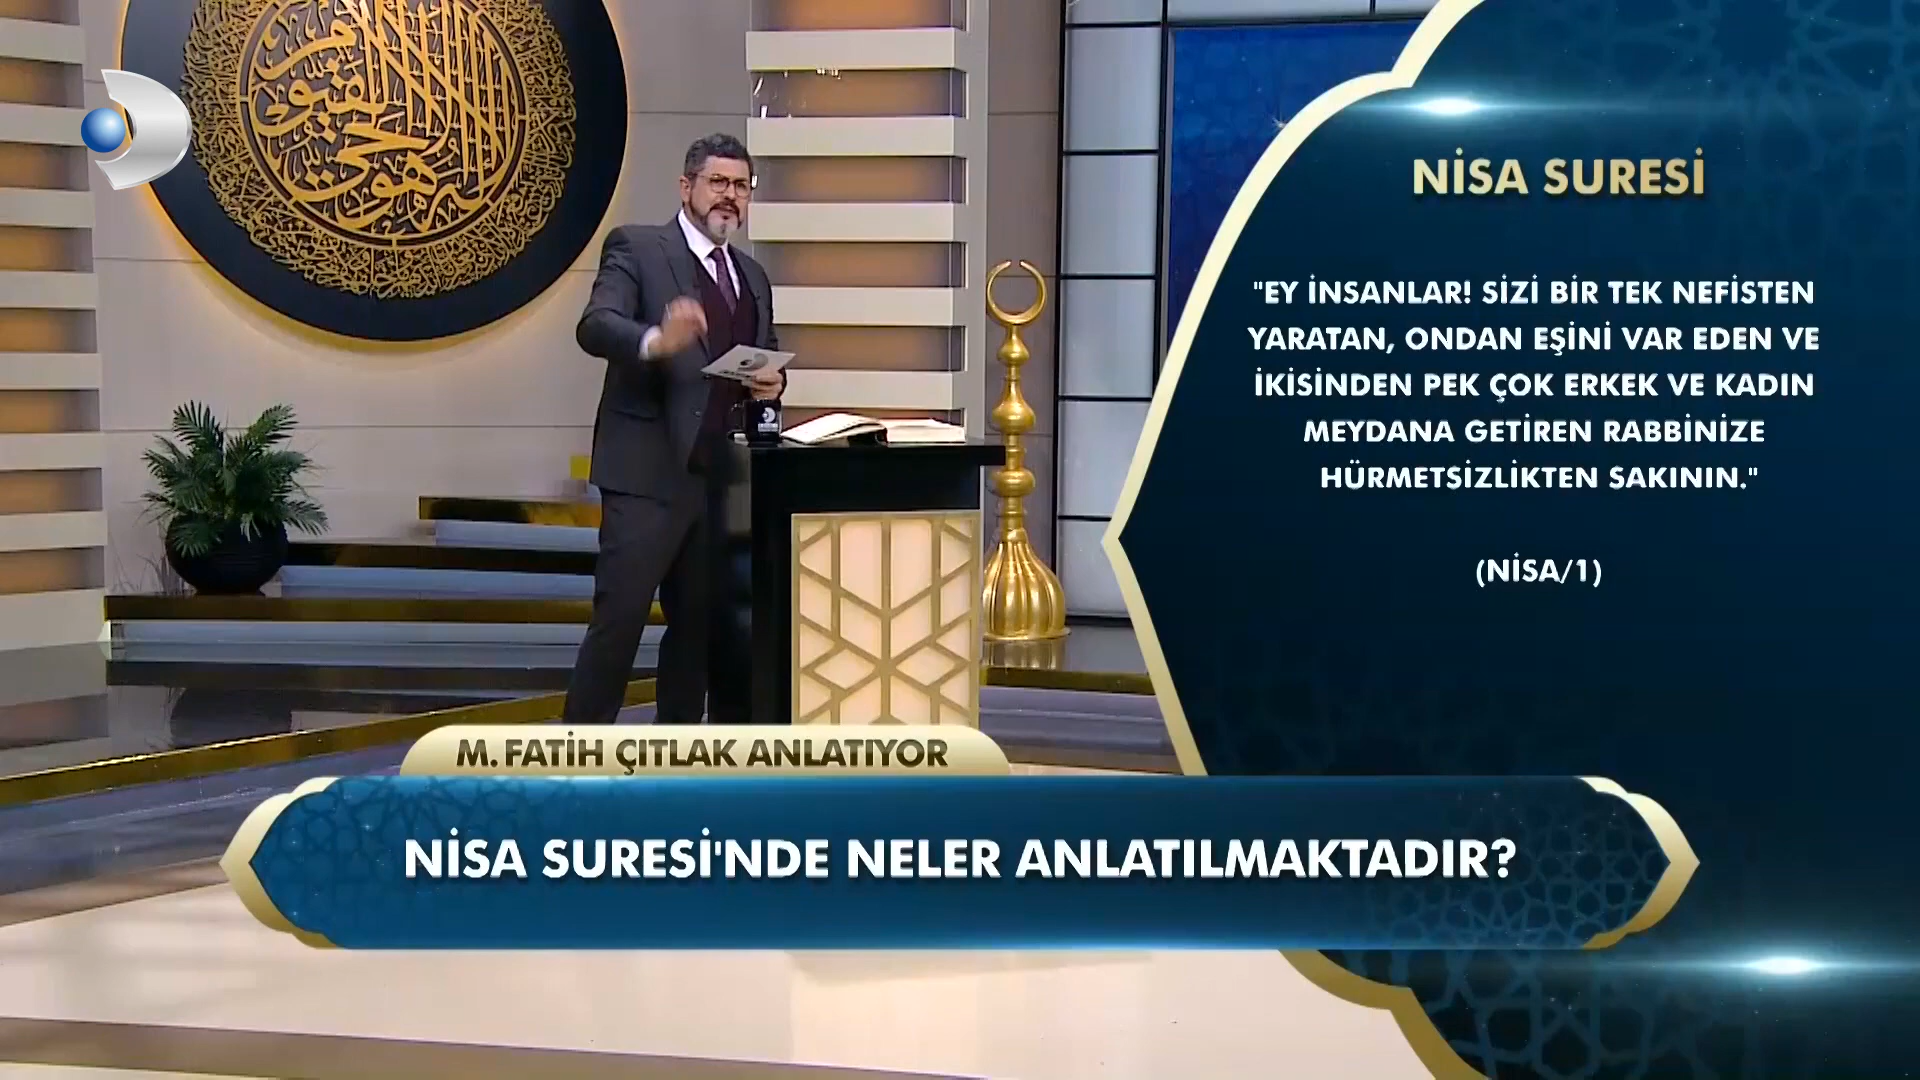 NİSA SURESİ
"EY İNSANLAR! SİZİ BİR TEK NEFİSTEN
YARATAN, ONDAN EŞİNİ VAR EDEN VE
İKİSİNDEN PEK ÇOK ERKEK VE KADIN
MEYDANA GETİREN RABBİNİZE
HÜRMETSİZLİKTEN SAKININ."
(NİSA/1)
M. FATİH ÇITLAK ANLATIYOR
NİSA SURESİ'NDE NELER ANLATILMAKTADIR?